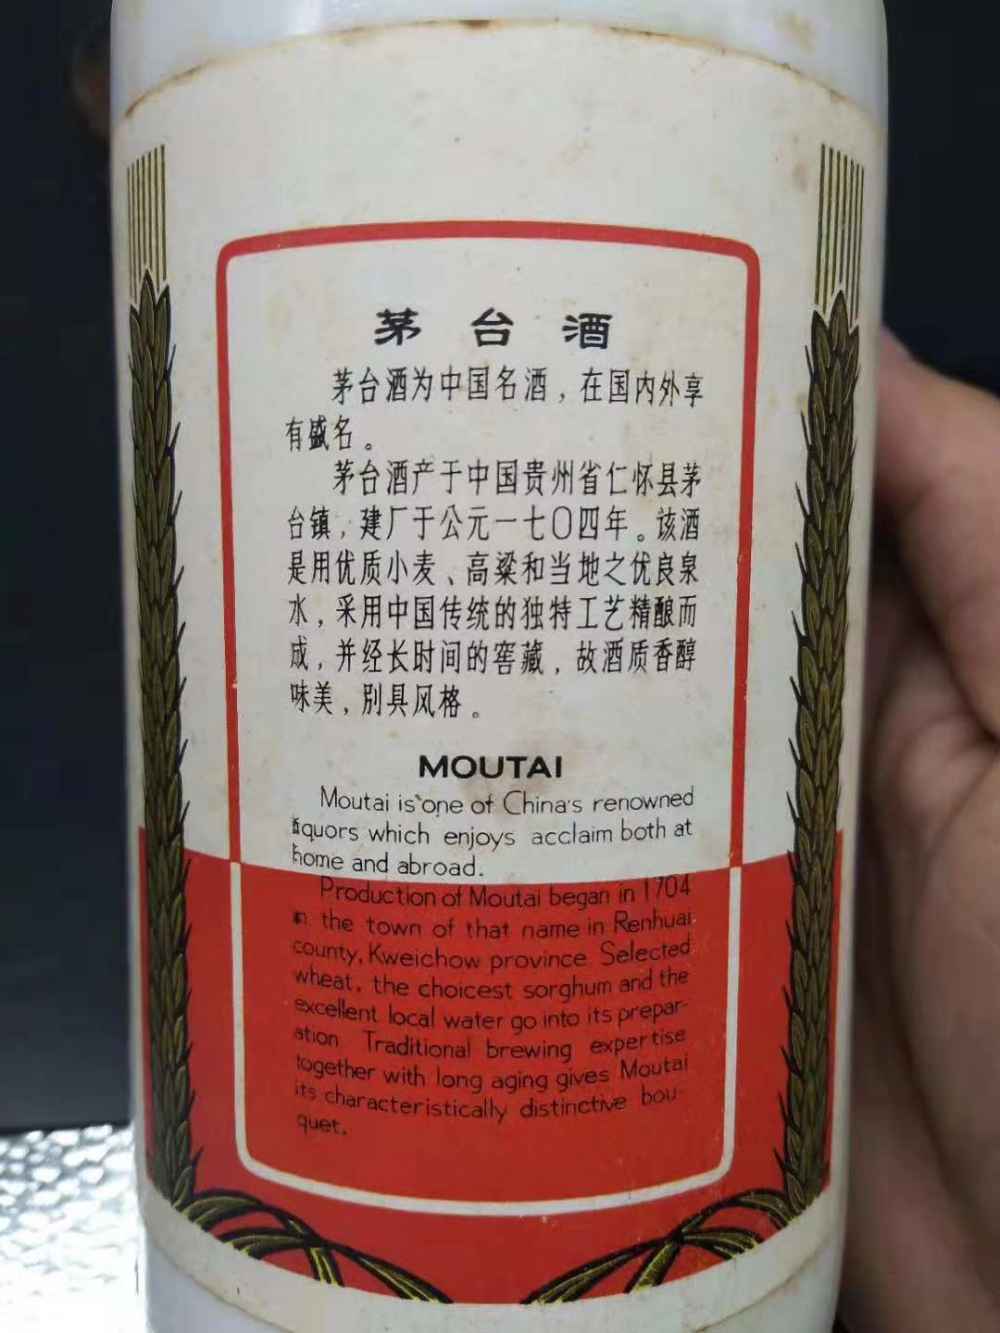 茅台酒
茅台酒为中国名酒，在国内外享
有盛名。
茅台酒产于中国贵州省仁怀县茅
台镇，建厂于公元一七〇四年。该酒
是用优质小麦、高粱和当地之优良泉
水，采用中国传统的独特工艺精酿而
成，并经长时间的窖藏，故酒质香醇
味美，别具风格。
MOUTAI
Moutai is one of China's renowned
liquors which enjoys acclaim both at
home and abroad.
Production of Moutai began in 1704
in the town of that name in Renhuai
county, Kweichow province. Selected
wheat, the choicest sorghum and the
excellent local water go into its prepar-
ation. Traditional brewing expertise
together with long aging gives Moutai
its characteristically distinctive bou-
quet.